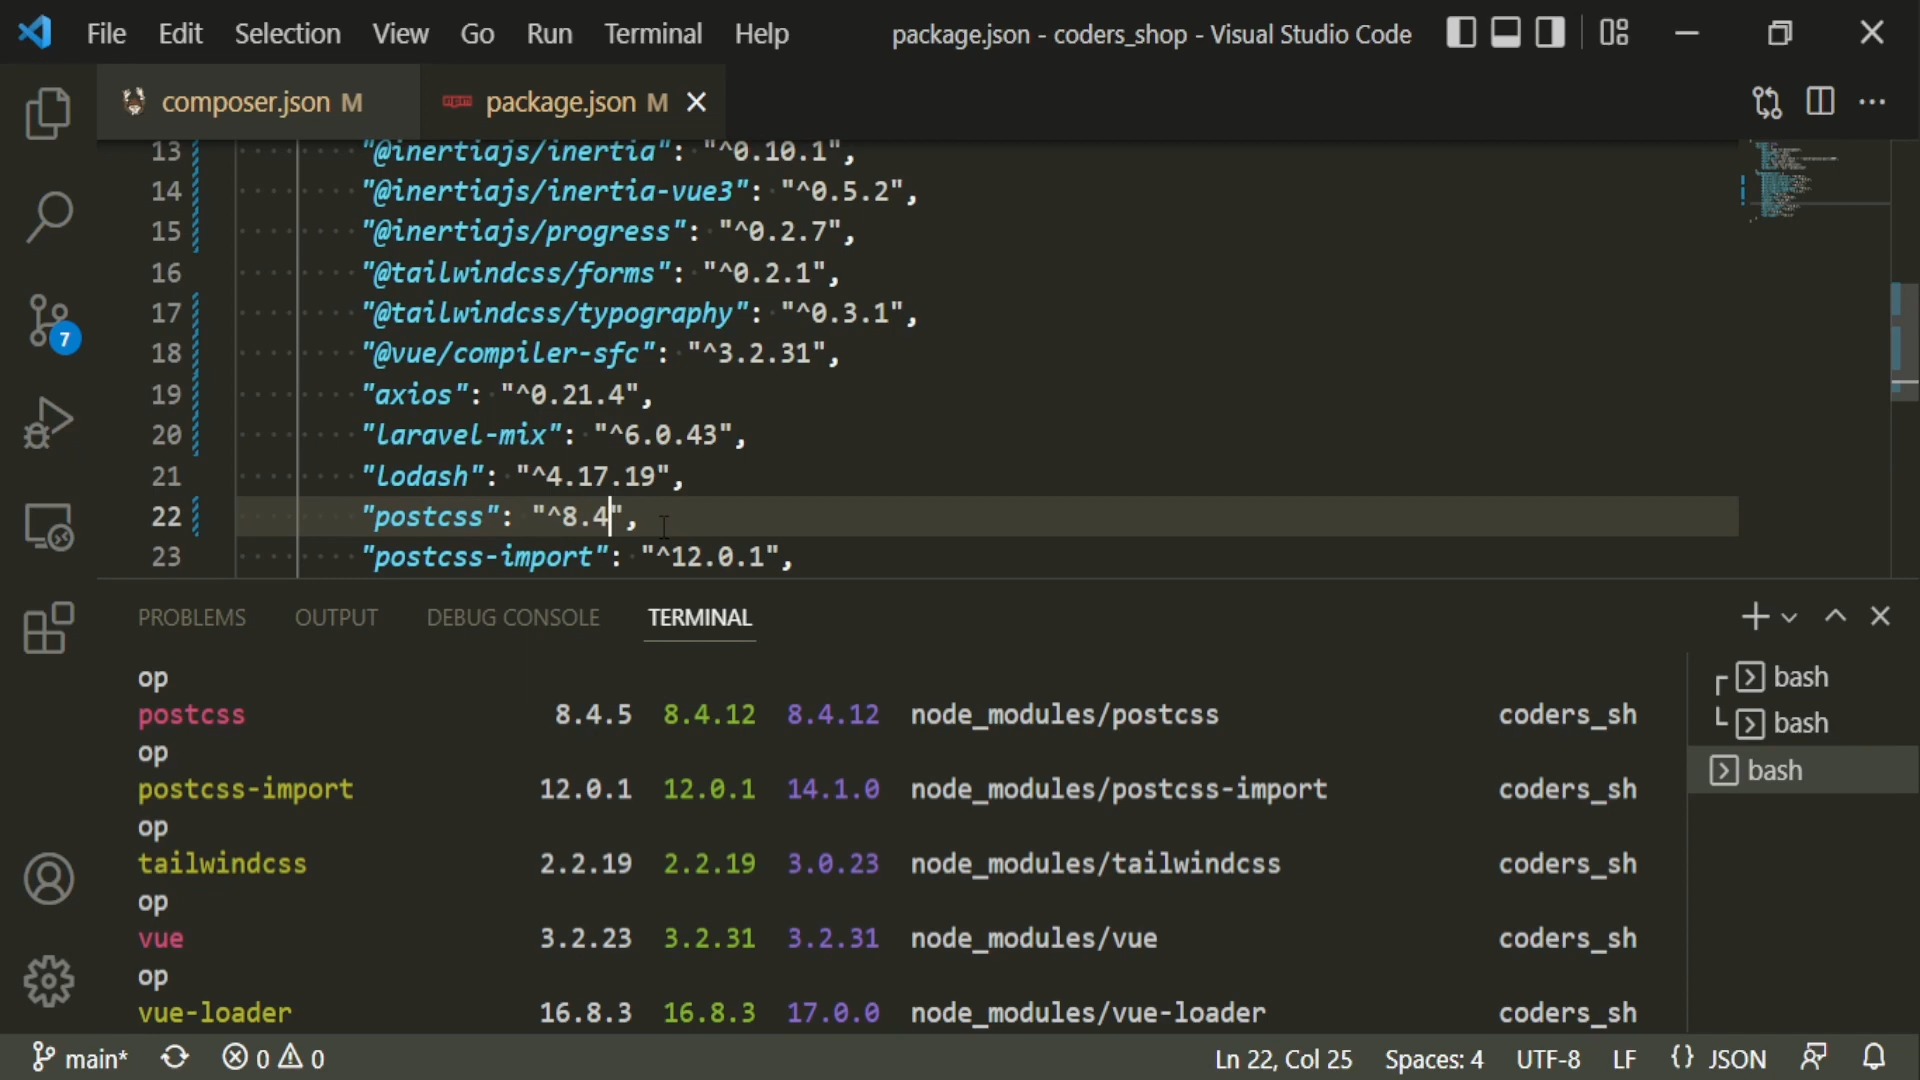 File Edit Selection View Go Run Terminal Help package.json - coders_shop - Visual Studio Code
composer.json M package.json M
13 "@inertiajs/inertia": "^0.10.1",
14 "@inertiajs/inertia-vue3": "^0.5.2",
15 "@inertiajs/progress": "^0.2.7",
16 "@tailwindcss/forms": "^0.2.1",
17 "@tailwindcss/typography": "^0.3.1",
18 "@vue/compiler-sfc": "^3.2.31",
19 "axios": "^0.21.4",
20 "laravel-mix": "^6.0.43",
21 "lodash": "^4.17.19",
22 "postcss": "^8.4",
23 "postcss-import": "^12.0.1",
7
PROBLEMS OUTPUT DEBUG CONSOLE TERMINAL
op
postcss 8.4.5 8.4.12 8.4.12 node_modules/postcss coders_sh
op
postcss-import 12.0.1 12.0.1 14.1.0 node_modules/postcss-import coders_sh
op
tailwindcss 2.2.19 2.2.19 3.0.23 node_modules/tailwindcss coders_sh
op
vue 3.2.23 3.2.31 3.2.31 node_modules/vue coders_sh
op
vue-loader 16.8.3 16.8.3 17.0.0 node_modules/vue-loader coders_sh
bash
bash
bash
main* 0 0 Ln 22, Col 25 Spaces: 4 UTF-8 LF {} JSON